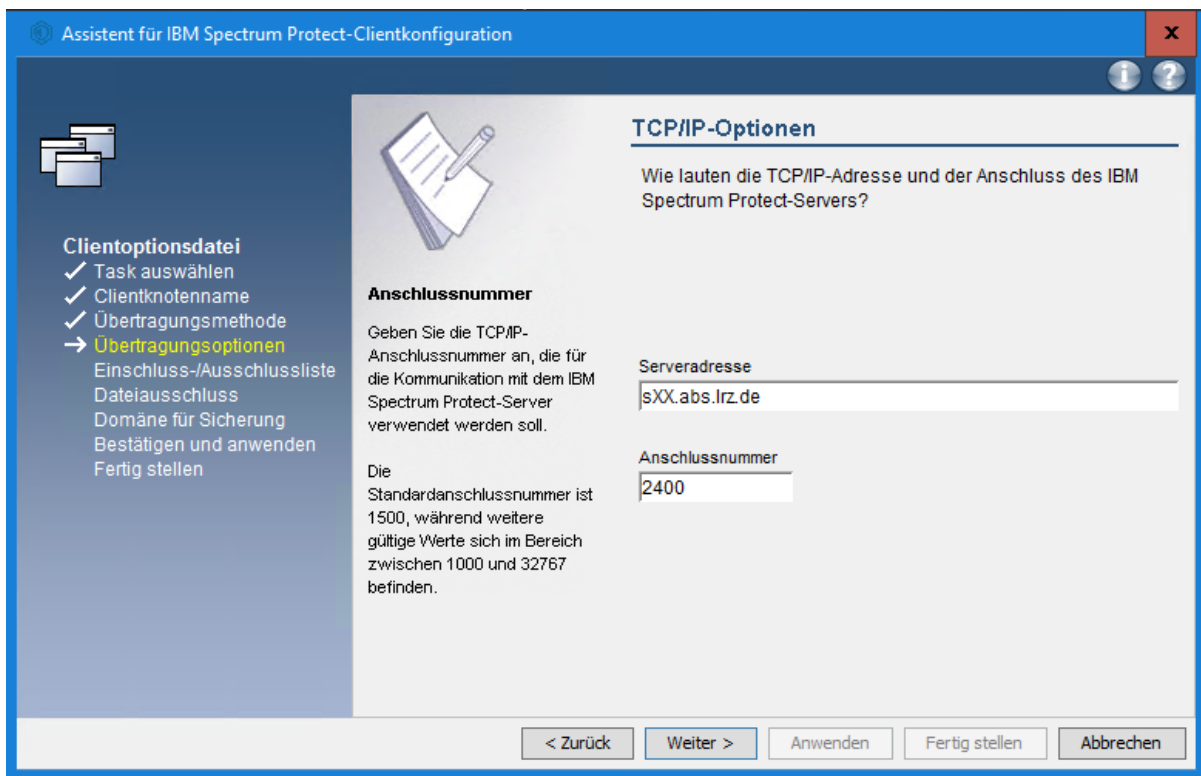 Assistent für IBM Spectrum Protect-Clientkonfiguration
x
i ?
Clientoptionsdatei
Task auswählen
Clientknotenname
Übertragungsmethode
Übertragungsoptionen
Einschluss-/Ausschlussliste
Dateiausschluss
Domäne für Sicherung
Bestätigen und anwenden
Fertig stellen
Anschlussnummer
Geben Sie die TCP/IP-
Anschlussnummer an, die für
die Kommunikation mit dem IBM
Spectrum Protect-Server
verwendet werden soll.
Die
Standardanschlussnummer ist
1500, während weitere
gültige Werte sich im Bereich
zwischen 1000 und 32767
befinden.
TCP/IP-Optionen
Wie lauten die TCP/IP-Adresse und der Anschluss des IBM
Spectrum Protect-Servers?
Serveradresse
sXX.abs.lrz.de
Anschlussnummer
2400
< Zurück
Weiter >
Anwenden
Fertig stellen
Abbrechen